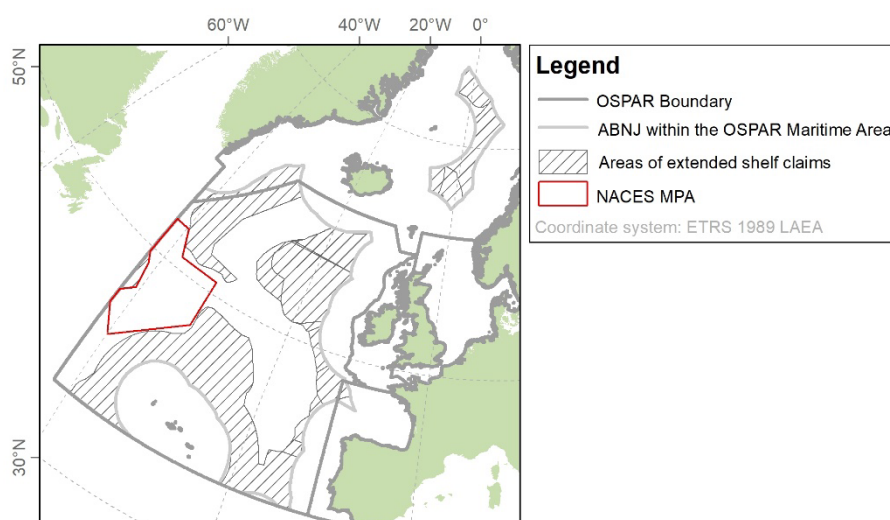 60°W
40°W
20°W
0°
50°N
30°N
Legend
OSPAR Boundary
ABNJ within the OSPAR Maritime Area
Areas of extended shelf claims
NACES MPA
Coordinate system: ETRS 1989 LAEA